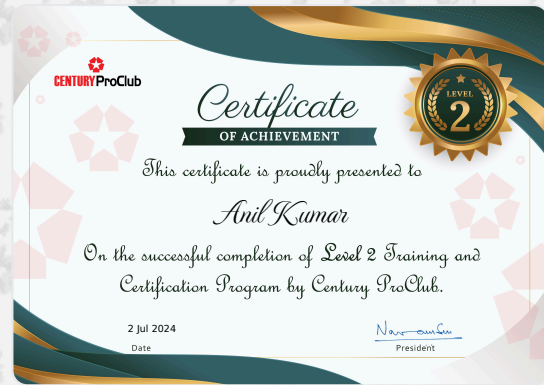 CENTURY ProClub
Certificate
OF ACHIEVEMENT
LEVEL
2
This certificate is proudly presented to
Anil Kumar
On the successful completion of Level 2 Training and
Certification Program by Century ProClub.
2 Jul 2024
Date
President